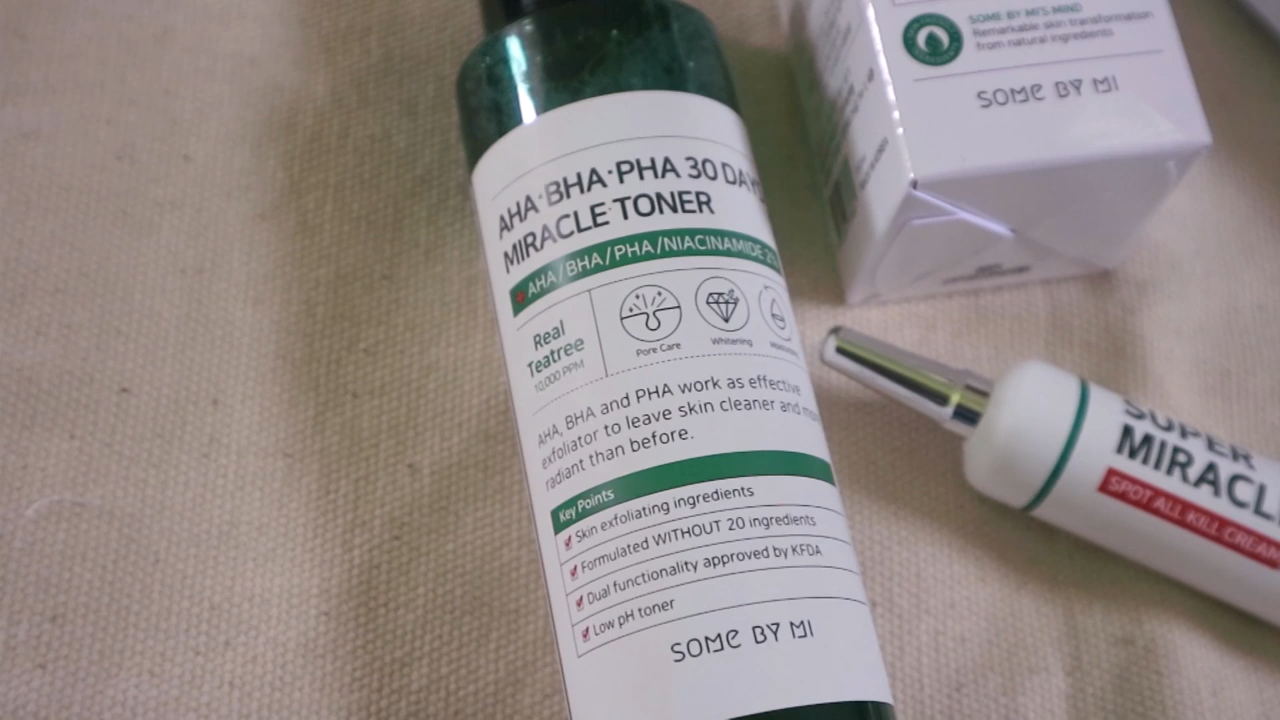 AHA·BHA·PHA 30 DAYS
MIRACLE TONER
+ AHA/BHA/PHA/NIACINAMIDE 2%
Real
Teatree
10,000 PPM
Pore Care
Whitening
AHA, BHA and PHA work as effective
exfoliator to leave skin cleaner and more
radiant than before.
Key Points
Skin exfoliating ingredients
Formulated WITHOUT 20 ingredients
Dual functionality approved by KFDA
Low pH toner
SOME BY MI
SOME BY MI'S MIND
Remarkable skin transformation
from natural ingredients
SOME BY MI
SUPER
MIRACL
SPOT ALL KILL CREAM